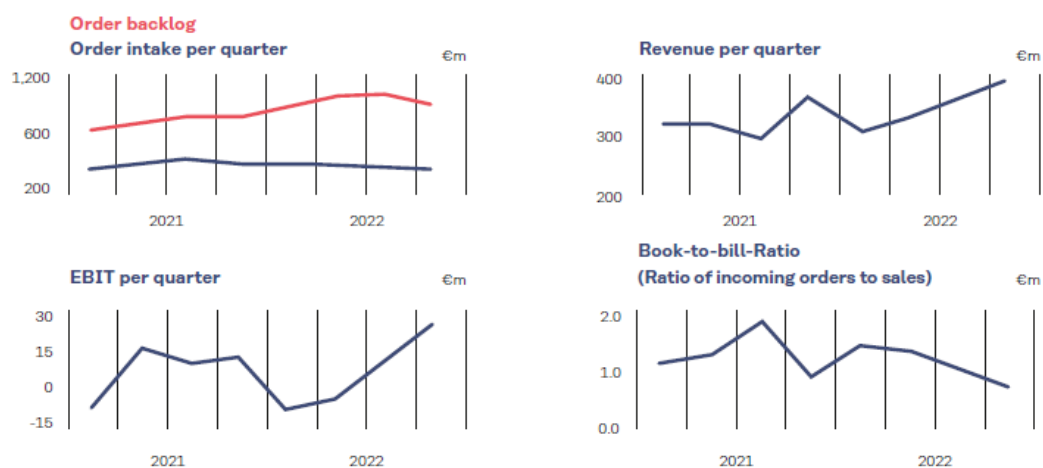 Order backlog
Order intake per quarter
€m
1,200
600
200
2021 2022
Revenue per quarter
€m
400
300
200
2021 2022
EBIT per quarter
€m
30
15
0
-15
2021 2022
Book-to-bill-Ratio
(Ratio of incoming orders to sales)
€m
2.0
1.0
0.0
2021 2022